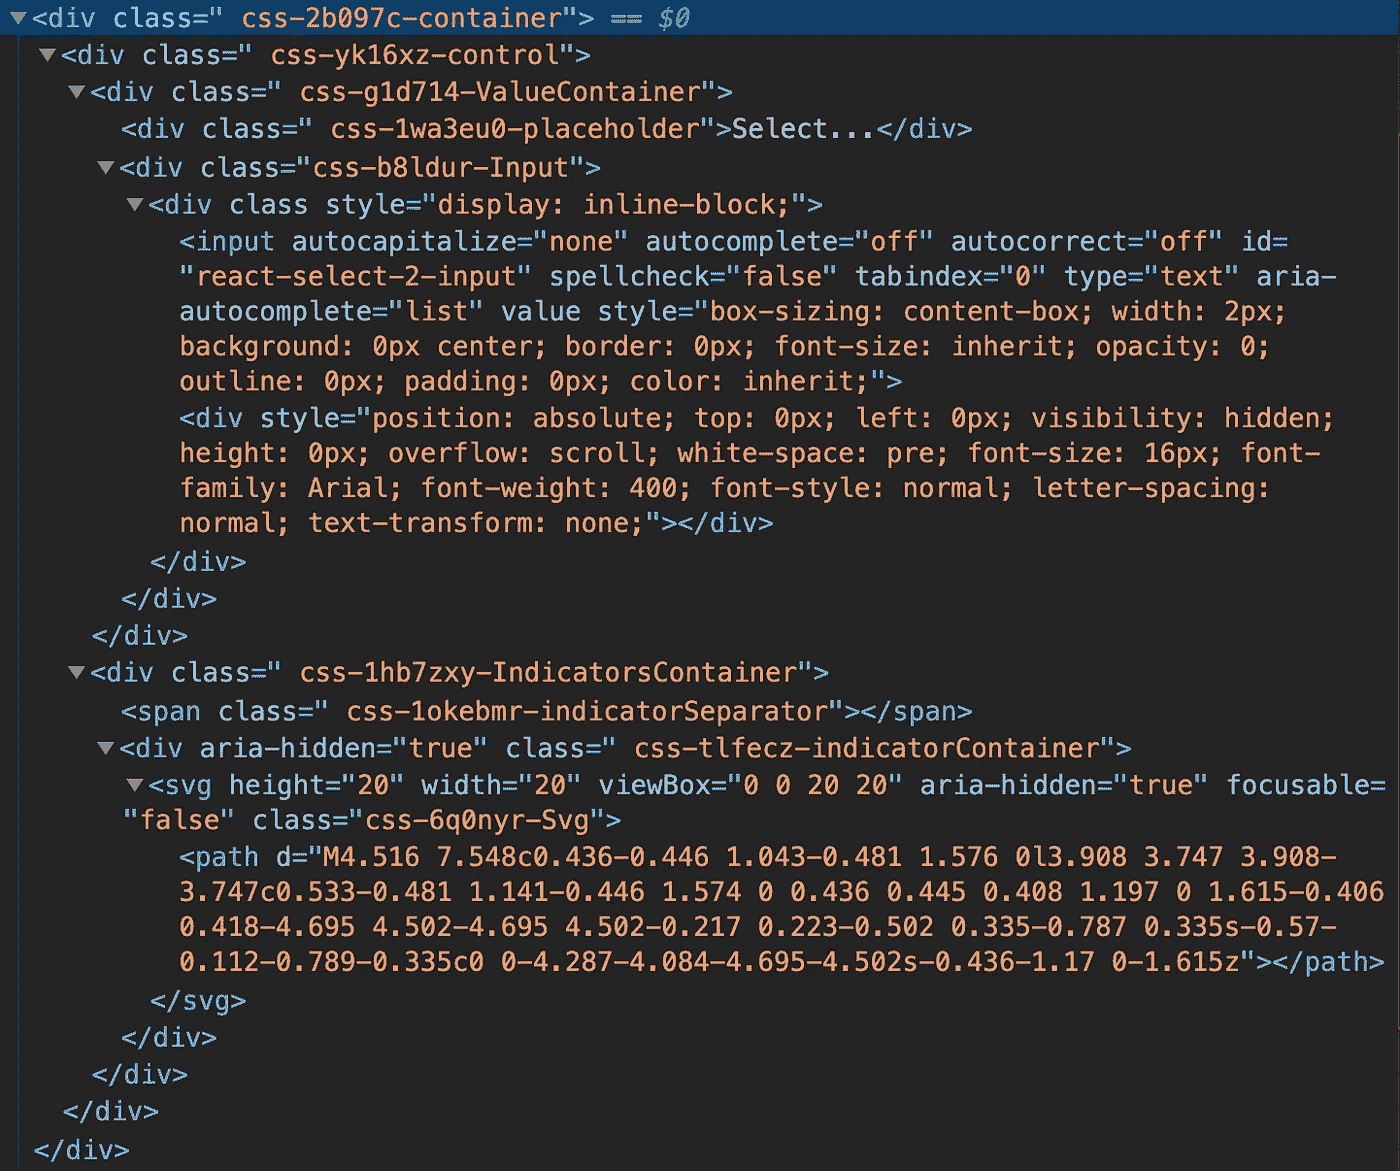 ▼<div class=" css-2b097c-container"> == $0
▼<div class=" css-yk16xz-control">
▼<div class=" css-g1d714-ValueContainer">
<div class=" css-1wa3eu0-placeholder">Select...</div>
▼<div class="css-b8ldur-Input">
▼<div class style="display: inline-block;">
<input autocapitalize="none" autocomplete="off" autocorrect="off" id=
"react-select-2-input" spellcheck="false" tabindex="0" type="text" aria-
autocomplete="list" value style="box-sizing: content-box; width: 2px;
background: 0px center; border: 0px; font-size: inherit; opacity: 0;
outline: 0px; padding: 0px; color: inherit;">
<div style="position: absolute; top: 0px; left: 0px; visibility: hidden;
height: 0px; overflow: scroll; white-space: pre; font-size: 16px; font-
family: Arial; font-weight: 400; font-style: normal; letter-spacing:
normal; text-transform: none;"></div>
</div>
</div>
</div>
▼<div class=" css-1hb7zxy-IndicatorsContainer">
<span class=" css-1okebmr-indicatorSeparator"></span>
▼<div aria-hidden="true" class=" css-tlfecz-indicatorContainer">
▼<svg height="20" width="20" viewBox="0 0 20 20" aria-hidden="true" focusable=
"false" class="css-6q0nyr-Svg">
<path d="M4.516 7.548c0.436-0.446 1.043-0.481 1.576 0l3.908 3.747 3.908-
3.747c0.533-0.481 1.141-0.446 1.574 0 0.436 0.445 0.408 1.197 0 1.615-0.406
0.418-4.695 4.502-4.695 4.502-0.217 0.223-0.502 0.335-0.787 0.335s-0.57-
0.112-0.789-0.335c0 0-4.287-4.084-4.695-4.502s-0.436-1.17 0-1.615z"></path>
</svg>
</div>
</div>
</div>
</div>